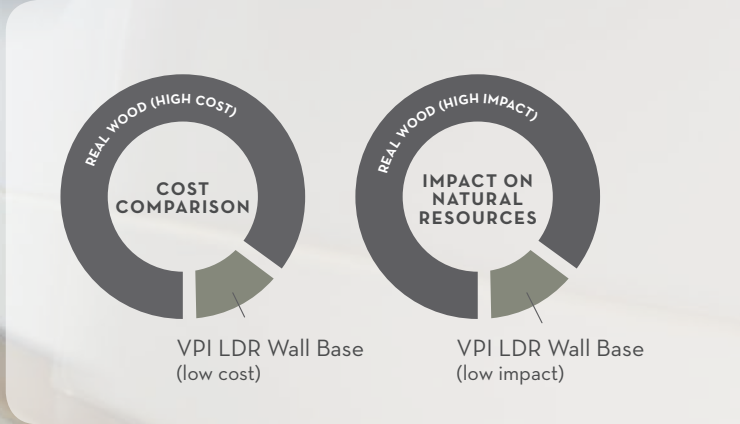 REAL WOOD (HIGH COST)
COST
COMPARISON
VPI LDR Wall Base
(low cost)
REAL WOOD (HIGH IMPACT)
IMPACT ON
NATURAL
RESOURCES
VPI LDR Wall Base
(low impact)